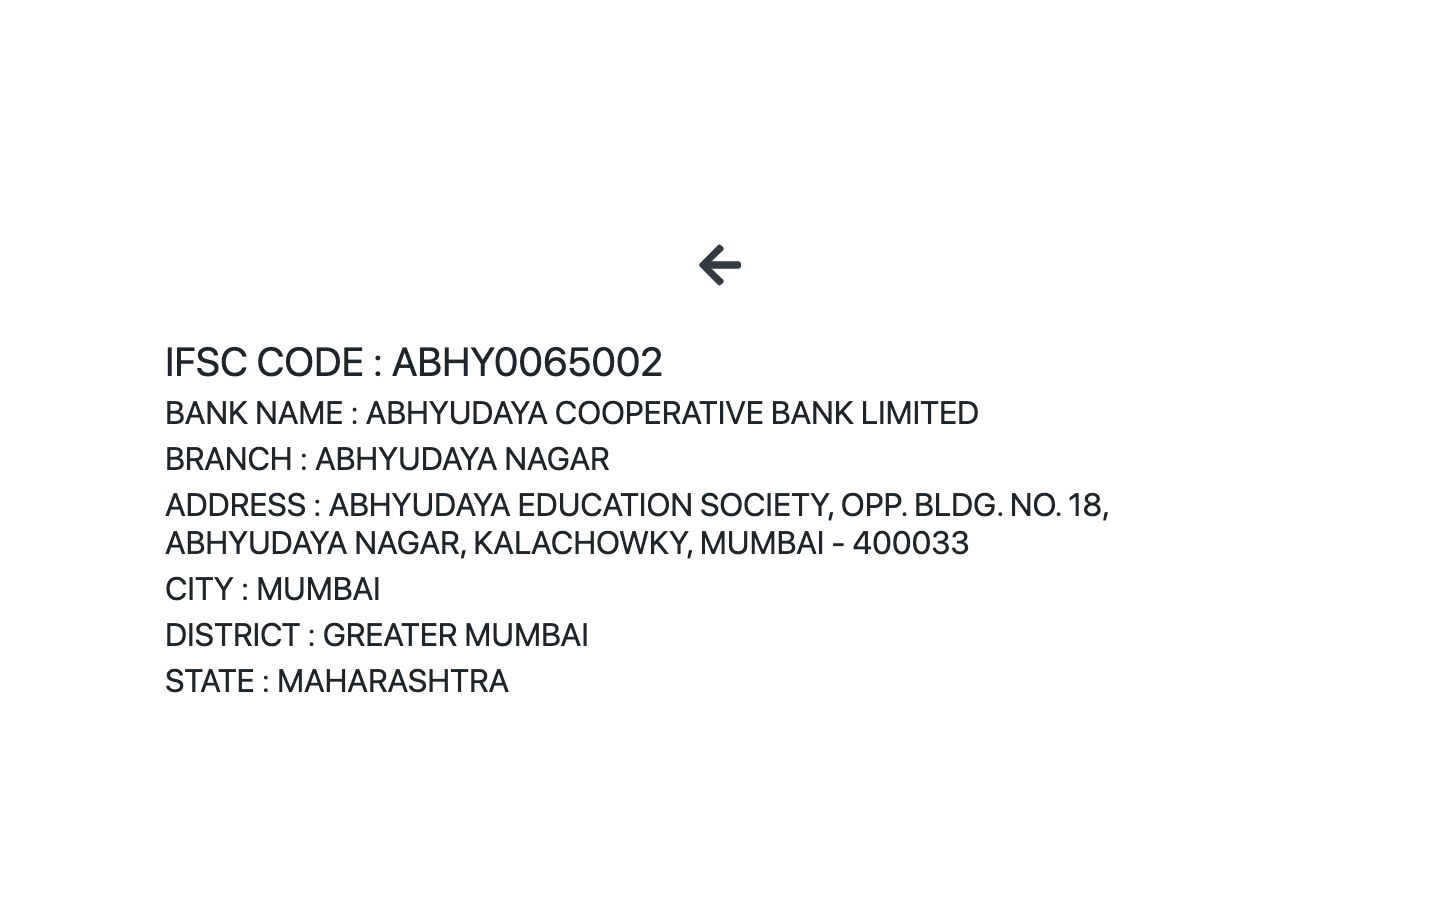 IFSC CODE : ABHY0065002
BANK NAME : ABHYUDAYA COOPERATIVE BANK LIMITED
BRANCH : ABHYUDAYA NAGAR
ADDRESS : ABHYUDAYA EDUCATION SOCIETY, OPP. BLDG. NO. 18,
ABHYUDAYA NAGAR, KALACHOWKY, MUMBAI - 400033
CITY : MUMBAI
DISTRICT : GREATER MUMBAI
STATE : MAHARASHTRA